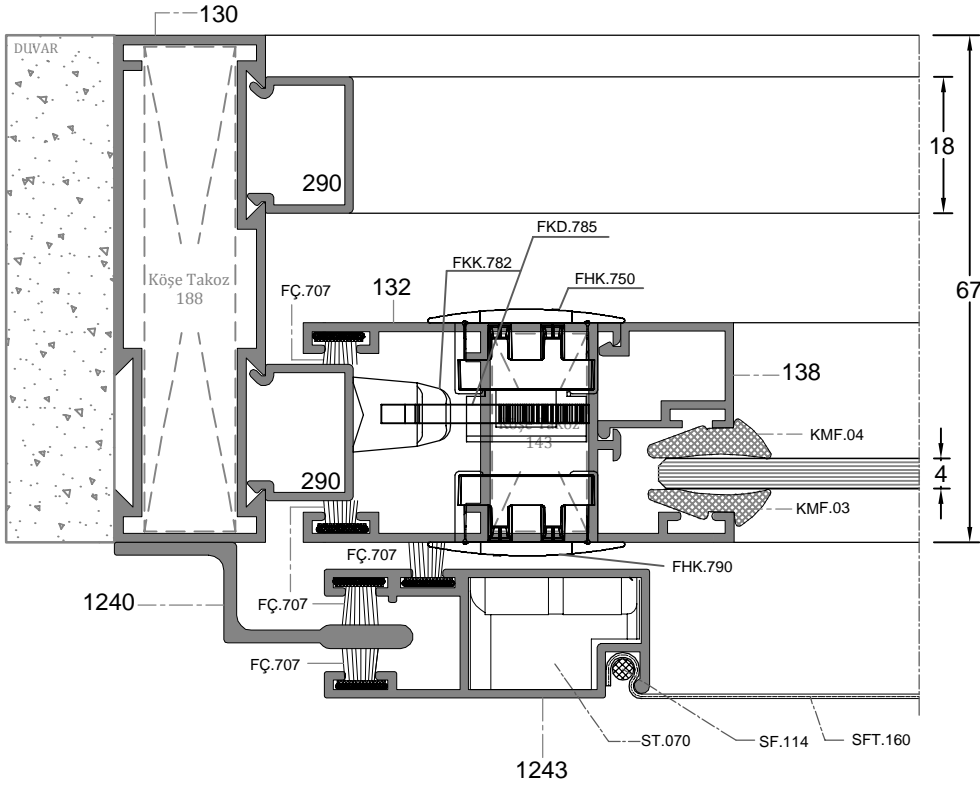 130
DUVAR
18
290
FKD.785
FKK.782
FHK.750
Köşe Takoz
188
FÇ.707
132
67
138
KMF.04
Köşe Takoz
143
4
290
KMF.03
FÇ.707
FÇ.707
FHK.790
1240
FÇ.707
FÇ.707
ST.070
SF.114
SFT.160
1243